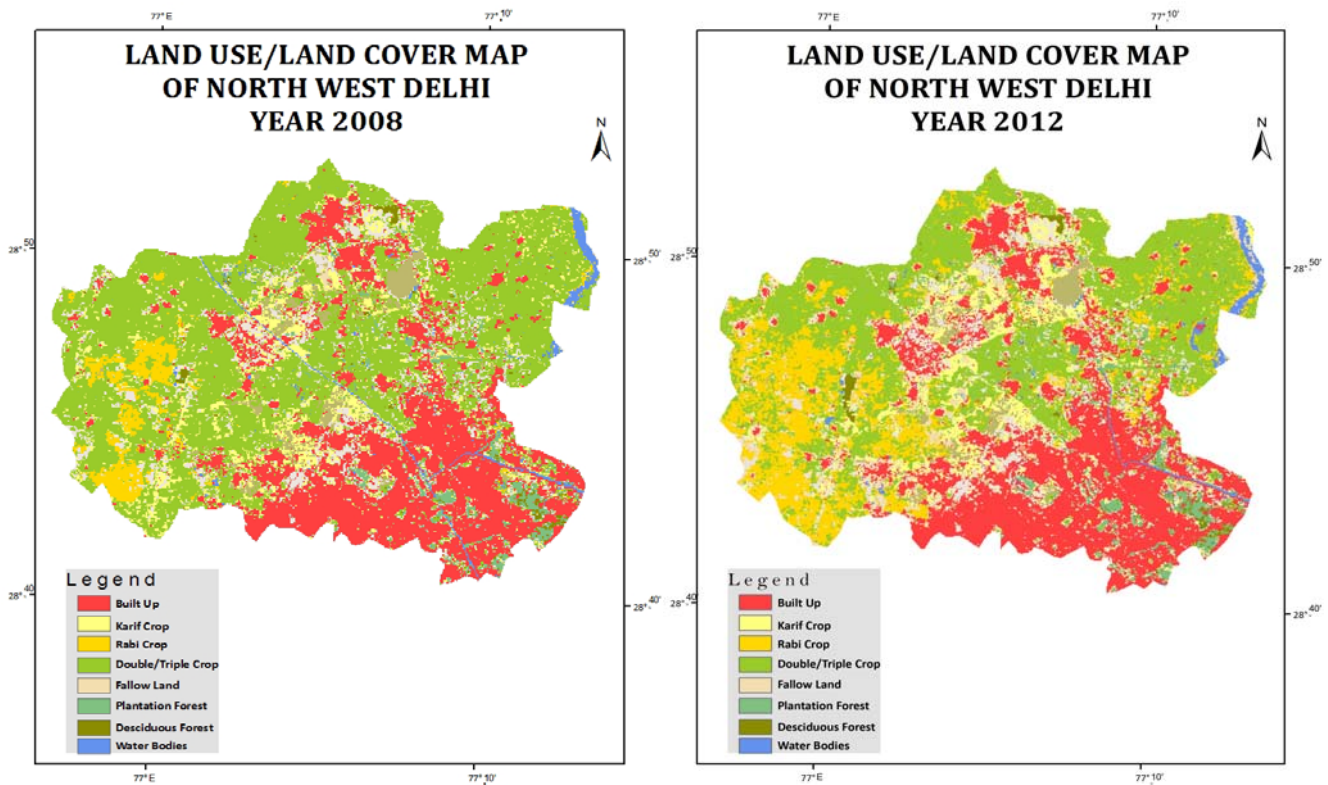 77° E
77° 10'
LAND USE/LAND COVER MAP
OF NORTH WEST DELHI
YEAR 2008
N
28°. 50'
28°. 50'
Legend
Built Up
Karif Crop
Rabi Crop
Double/Triple Crop
Fallow Land
Plantation Forest
Desciduous Forest
Water Bodies
28°. 40'
28°. 40'
77° E
77° 10'
77° E
77° 10'
LAND USE/LAND COVER MAP
OF NORTH WEST DELHI
YEAR 2012
N
28°. 50'
28°. 50'
Legend
Built Up
Karif Crop
Rabi Crop
Double/Triple Crop
Fallow Land
Plantation Forest
Desciduous Forest
Water Bodies
28°. 40'
28°. 40'
77° E
77° 10'